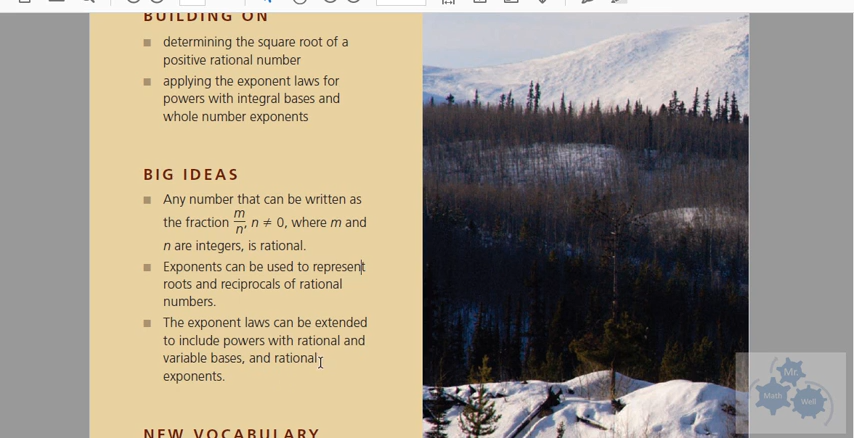 BUILDING ON
determining the square root of a
positive rational number
applying the exponent laws for
powers with integral bases and
whole number exponents
BIG IDEAS
Any number that can be written as
the fraction m/n, n ≠ 0, where m and
n are integers, is rational.
Exponents can be used to represent
roots and reciprocals of rational
numbers.
The exponent laws can be extended
to include powers with rational and
variable bases, and rational
exponents.
NEW VOCABULARY
Mr.
Math
Well